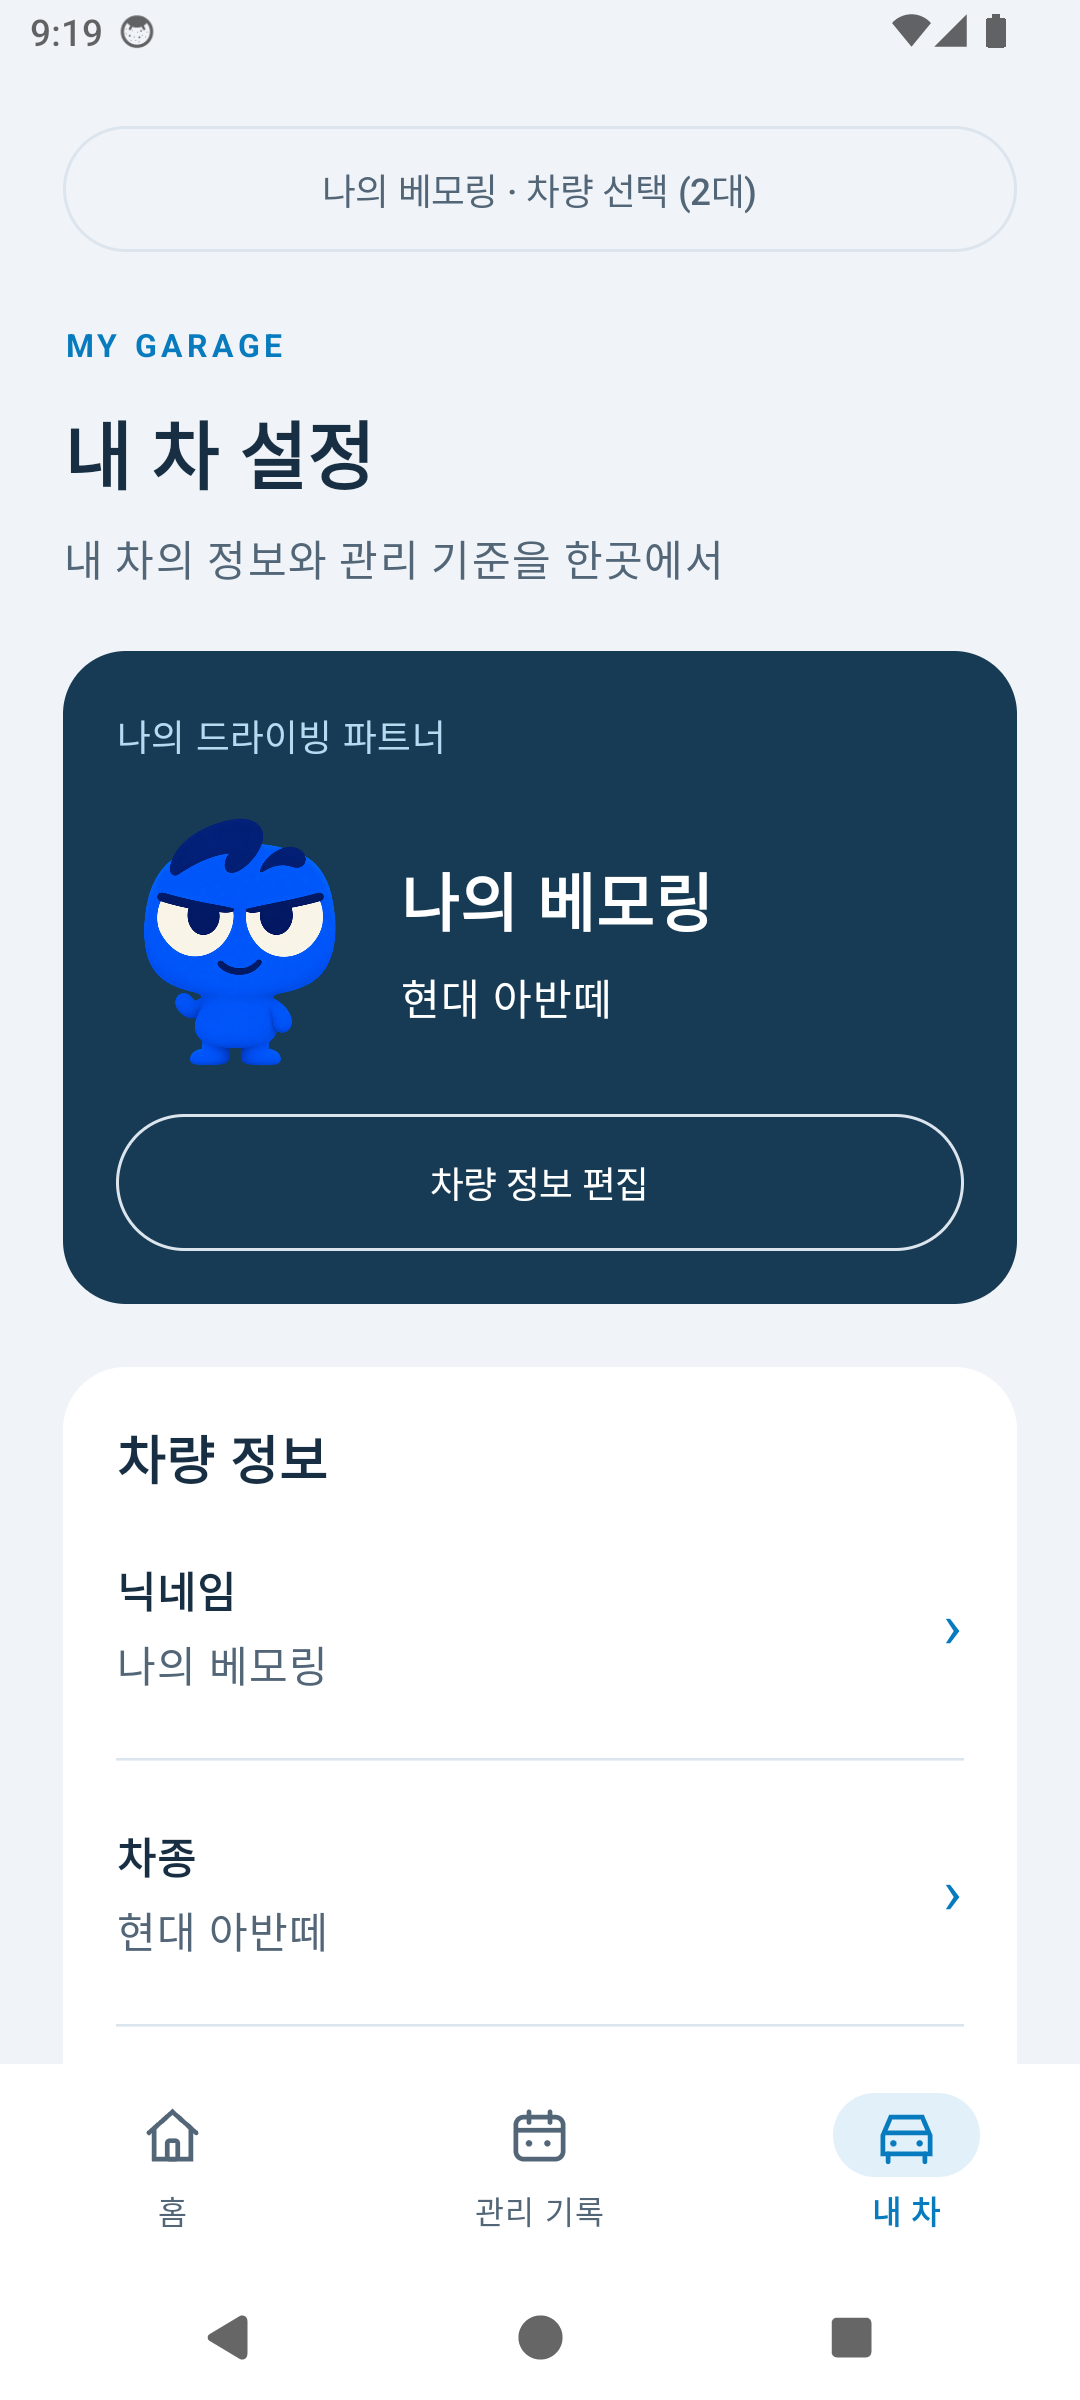 9:19
나의 베모링 · 차량 선택 (2대)
MY GARAGE
내 차 설정
내 차의 정보와 관리 기준을 한곳에서
나의 드라이빙 파트너
나의 베모링
현대 아반떼
차량 정보 편집
차량 정보
닉네임
나의 베모링
›
차종
현대 아반떼
›
홈
관리 기록
내 차